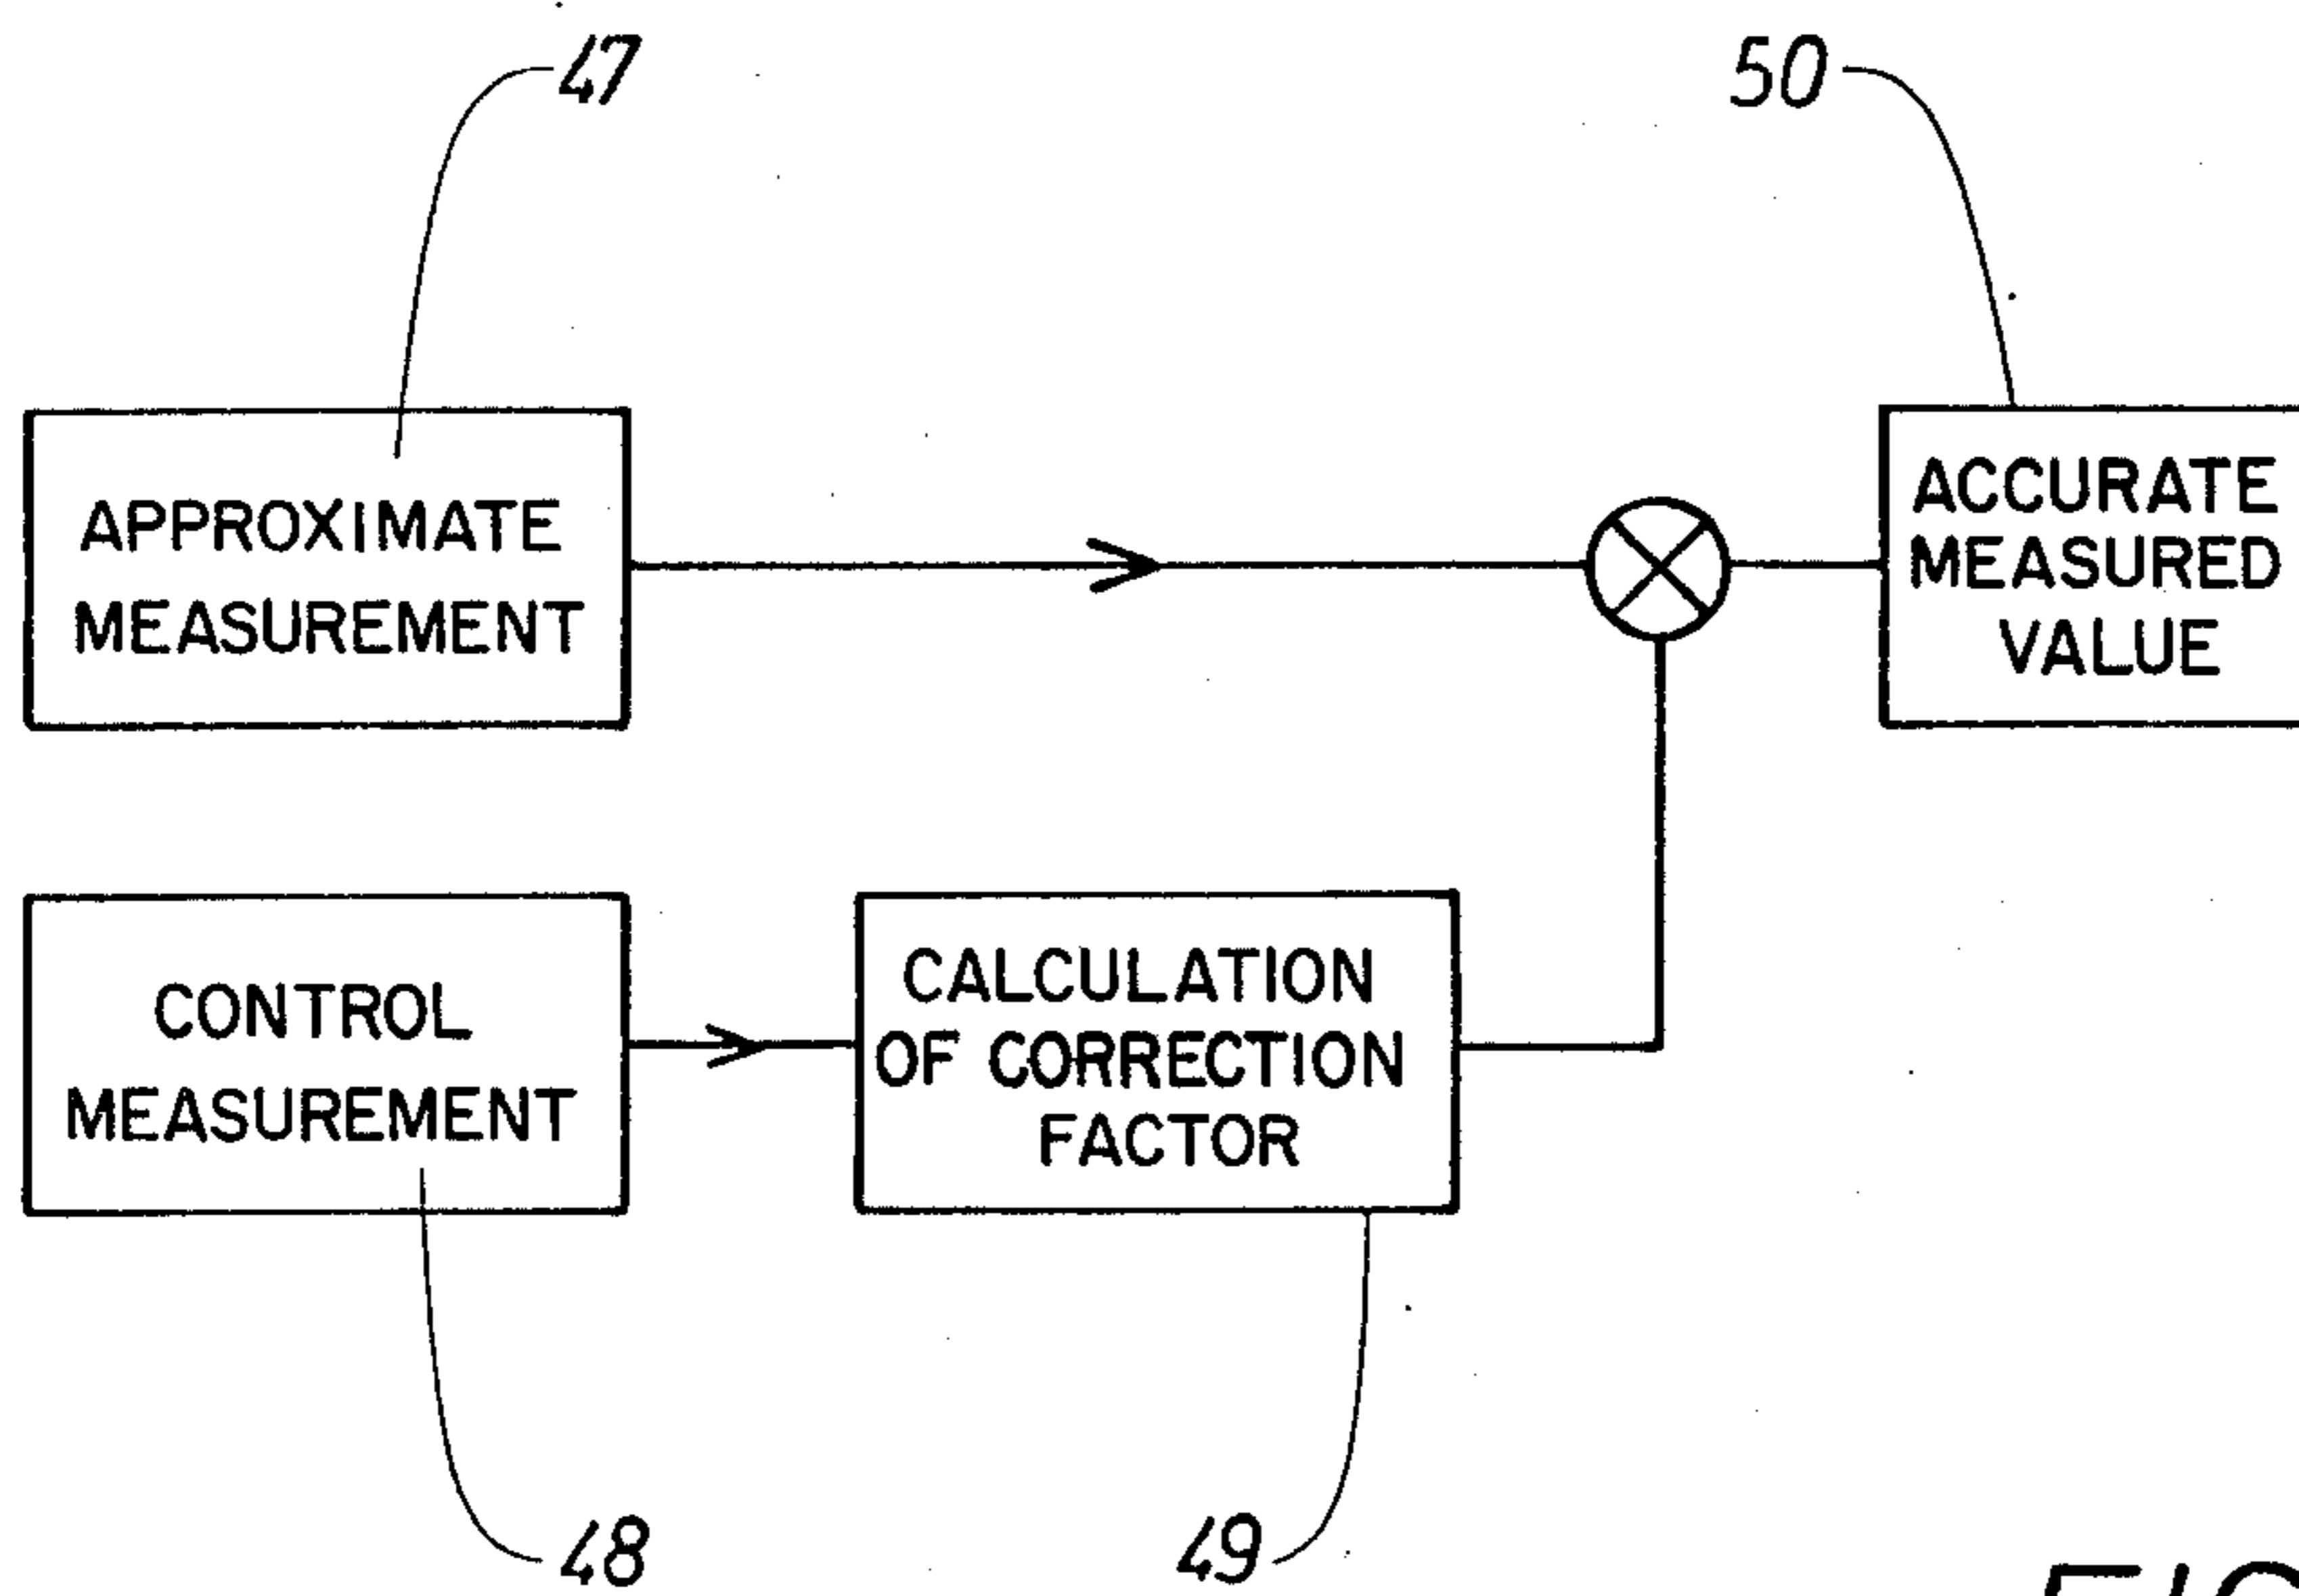 47
50
APPROXIMATE
MEASUREMENT
ACCURATE
MEASURED
VALUE
CONTROL
MEASUREMENT
CALCULATION
OF CORRECTION
FACTOR
48
49